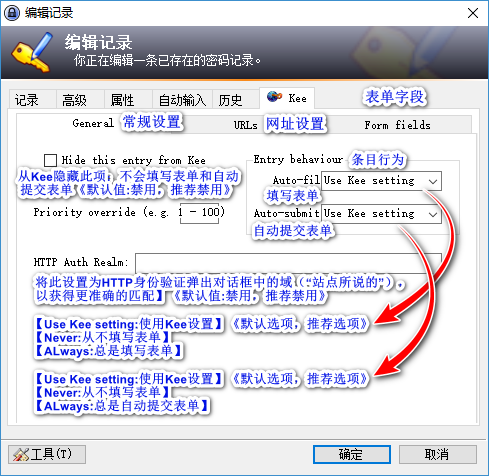 编辑记录
编辑记录
你正在编辑一条已存在的密码记录。
记录 高级 属性 自动输入 历史 Kee 表单字段
General 常规设置 URLs 网址设置 Form fields
Hide this entry from Kee
从Kee隐藏此项，不会填写表单和自动
提交表单《默认值:禁用；推荐禁用》
Priority override (e.g. 1 - 100)
Entry behaviour 条目行为
Auto-fil Use Kee setting
填写表单
Auto-submit Use Kee setting
自动提交表单
HTTP Auth Realm:
将此设置为HTTP身份验证弹出对话框中的域（“站点所说的”），
以获得更准确的匹配】《默认值:禁用，推荐禁用》
【Use Kee setting:使用Kee设置】《默认选项，推荐选项》
【Never:从不填写表单】
【ALways:总是填写表单】
【Use Kee setting:使用Kee设置】《默认选项，推荐选项》
【Never:从不填写表单】
【ALways:总是自动提交表单】
工具(T) 确定 取消